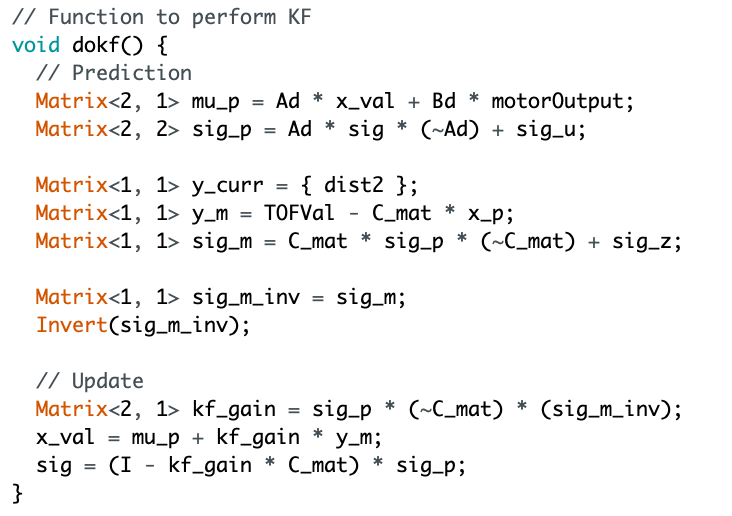 // Function to perform KF
void dokf() {
  // Prediction
  Matrix<2, 1> mu_p = Ad * x_val + Bd * motorOutput;
  Matrix<2, 2> sig_p = Ad * sig * (~Ad) + sig_u;

  Matrix<1, 1> y_curr = { dist2 };
  Matrix<1, 1> y_m = TOFVal - C_mat * x_p;
  Matrix<1, 1> sig_m = C_mat * sig_p * (~C_mat) + sig_z;

  Matrix<1, 1> sig_m_inv = sig_m;
  Invert(sig_m_inv);

  // Update
  Matrix<2, 1> kf_gain = sig_p * (~C_mat) * (sig_m_inv);
  x_val = mu_p + kf_gain * y_m;
  sig = (I - kf_gain * C_mat) * sig_p;
}